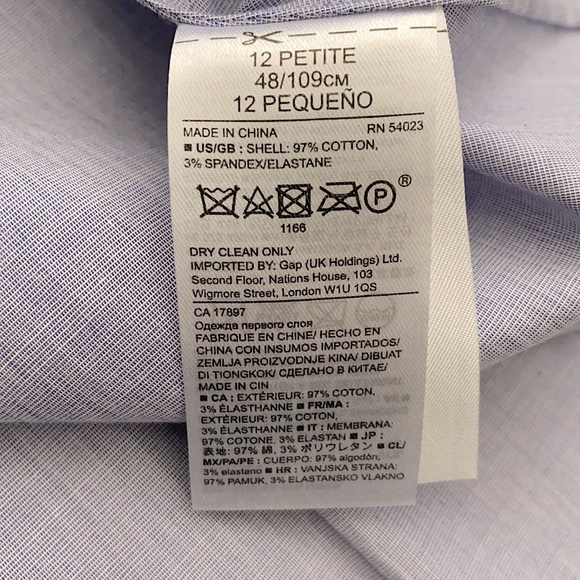 12 PETITE
48/109CM
12 PEQUEÑO
MADE IN CHINA RN 54023
US/GB : SHELL: 97% COTTON,
3% SPANDEX/ELASTANE
P ®
1166
DRY CLEAN ONLY
IMPORTED BY: Gap (UK Holdings) Ltd.
Second Floor, Nations House, 103
Wigmore Street, London W1U 1QS
CA 17897
Одежда первого слоя
FABRIQUE EN CHINE/ HECHO EN
CHINA CON INSUMOS IMPORTADOS/
ZEMLJA PROIZVODNJE KINA/ DIBUAT
DI TIONGKOK/ СДЕЛАНО В КИТАЕ/
MADE IN CIN
CA : EXTÉRIEUR: 97% COTON,
3% ÉLASTHANNE FR/MA :
EXTÉRIEUR: 97% COTON,
3% ÉLASTHANNE IT : MEMBRANA:
97% COTONE, 3% ELASTAN JP :
表地: 97% 綿, 3% ポリウレタン CL/
MX/PA/PE : CUERPO: 97% algodón,
3% elastano HR : VANJSKA STRANA:
97% PAMUK, 3% ELASTANSKO VLAKNO